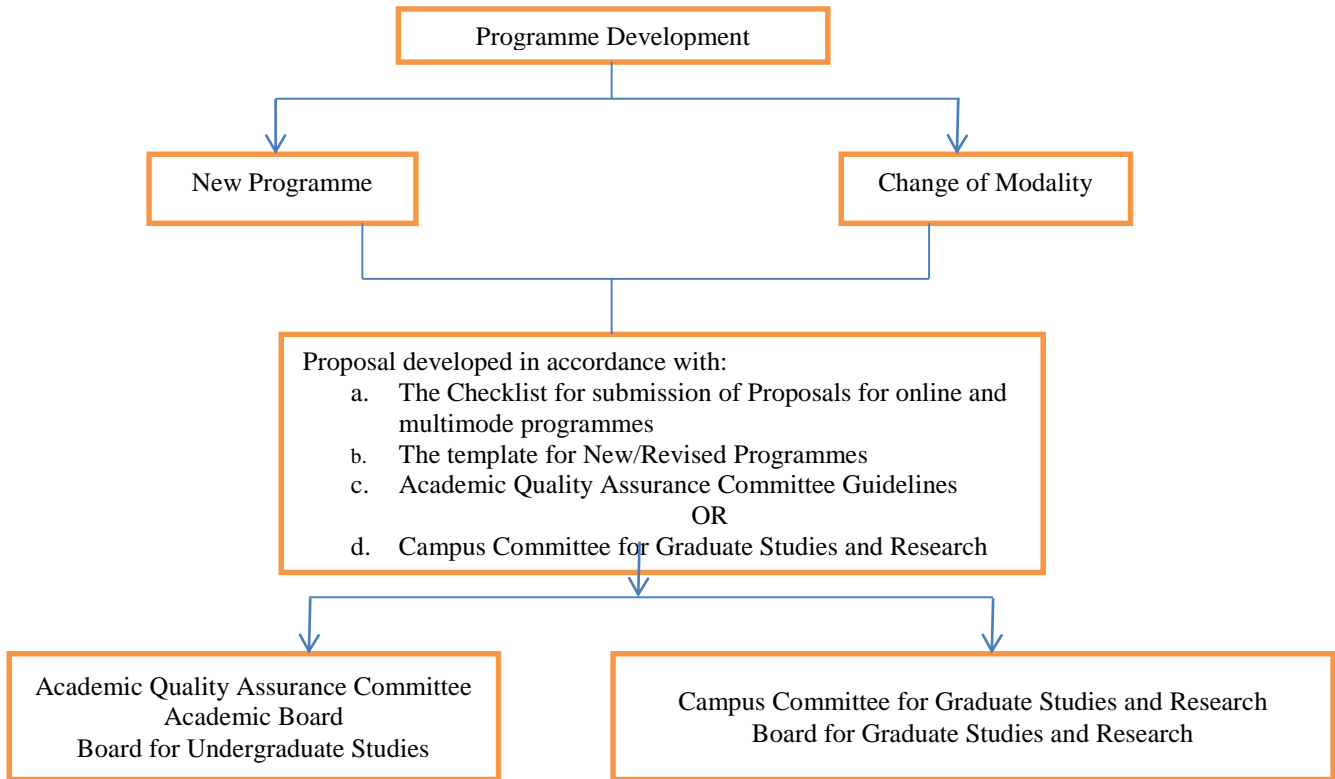 Programme Development
New Programme
Change of Modality
Proposal developed in accordance with:
a. The Checklist for submission of Proposals for online and
multimode programmes
b. The template for New/Revised Programmes
c. Academic Quality Assurance Committee Guidelines
OR
d. Campus Committee for Graduate Studies and Research
Academic Quality Assurance Committee
Academic Board
Board for Undergraduate Studies
Campus Committee for Graduate Studies and Research
Board for Graduate Studies and Research